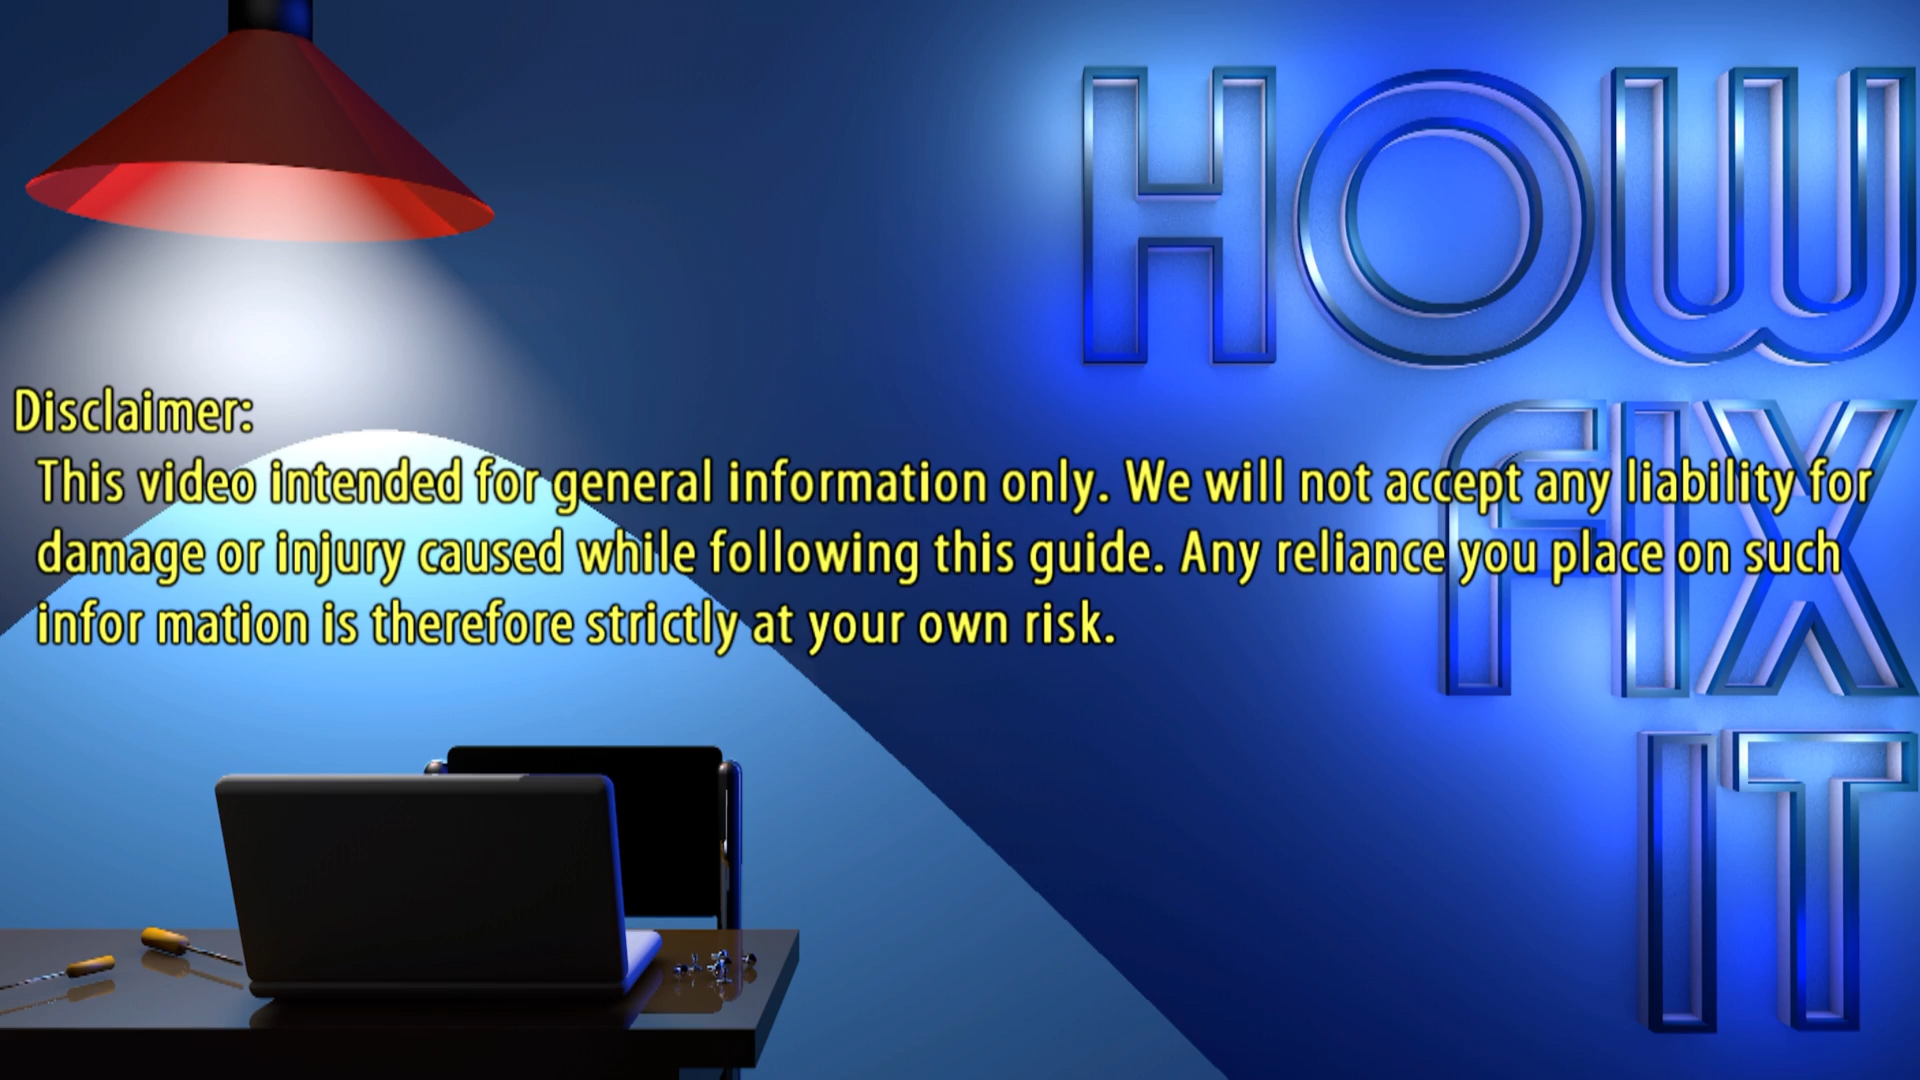 HOW
FIX
IT
Disclaimer:
This video intended for general information only. We will not accept any liability for
damage or injury caused while following this guide. Any reliance you place on such
infor mation is therefore strictly at your own risk.